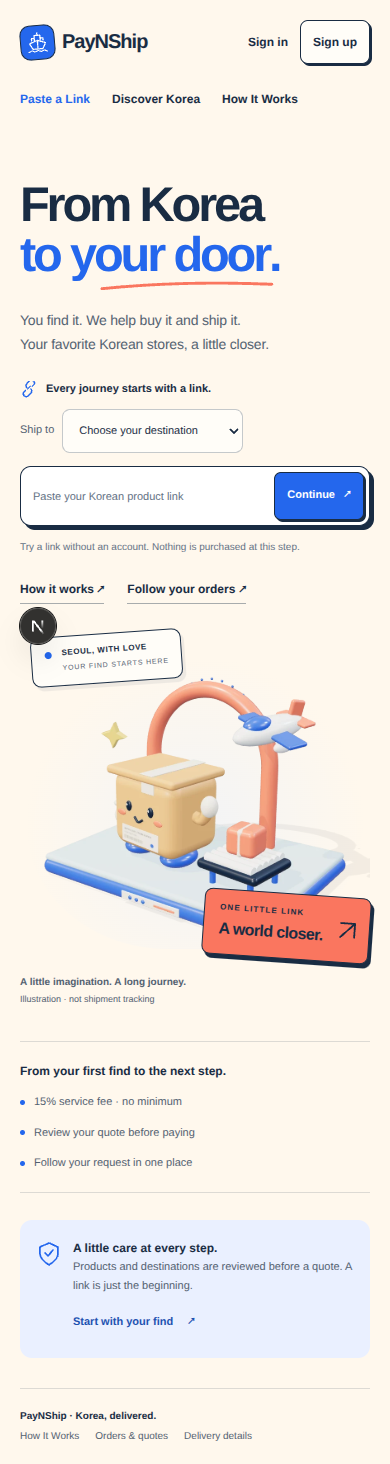 PayNShip
Sign in
Sign up
Paste a Link
Discover Korea
How It Works
From Korea
to your door.
You find it. We help buy it and ship it.
Your favorite Korean stores, a little closer.
Every journey starts with a link.
Ship to
Choose your destination
Paste your Korean product link
Continue ↗
Try a link without an account. Nothing is purchased at this step.
How it works ↗
Follow your orders ↗
N
SEOUL, WITH LOVE
YOUR FIND STARTS HERE
ONE LITTLE LINK
A world closer.
A little imagination. A long journey.
Illustration · not shipment tracking
From your first find to the next step.
15% service fee · no minimum
Review your quote before paying
Follow your request in one place
A little care at every step.
Products and destinations are reviewed before a quote. A
link is just the beginning.
Start with your find ↗
PayNShip · Korea, delivered.
How It Works
Orders & quotes
Delivery details